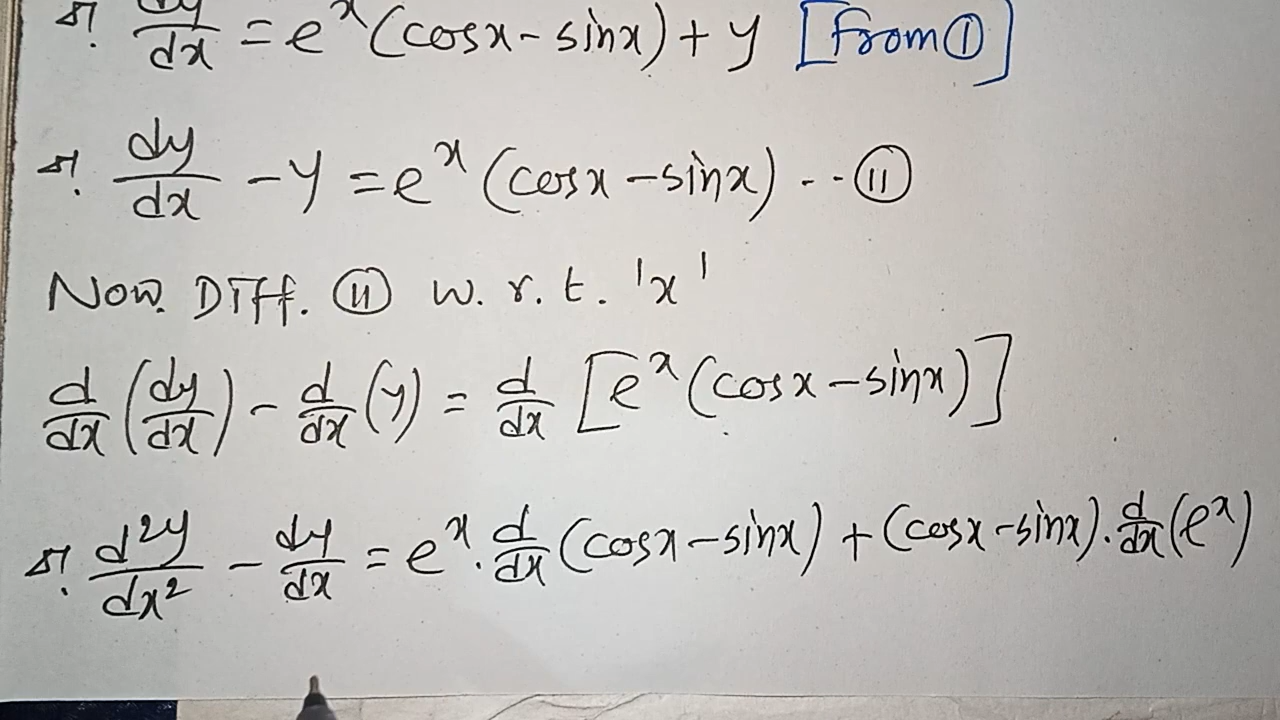 বা, dy/dx = e^x (cosx - sinx) + y [From ①]
বা, dy/dx - y = e^x (cosx - sinx) -- ⑪
Now. Diff. ⑪ w. r. t. 'x'
d/dx (dy/dx) - d/dx (y) = d/dx [e^x (cosx - sinx)]
বা, d²y/dx² - dy/dx = e^x . d/dx (cosx - sinx) + (cosx - sinx) . d/dx (e^x)